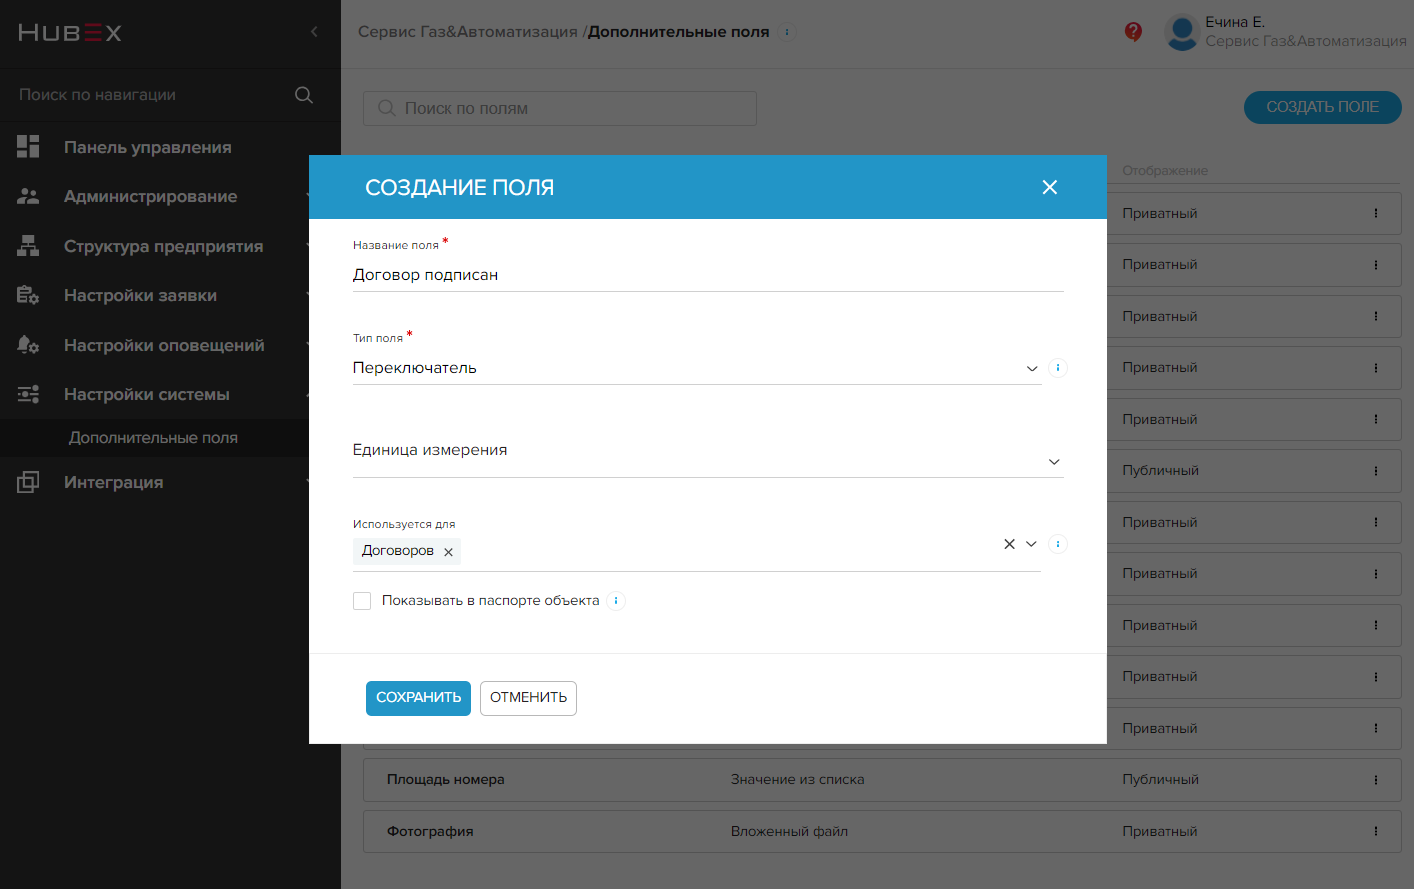 HUBEX
Сервис Газ&Автоматизация /Дополнительные поля
Ечина Е.
Сервис Газ&Автоматизация
Поиск по навигации
Поиск по полям
СОЗДАТЬ ПОЛЕ
Панель управления
Администрирование
Структура предприятия
Настройки заявки
Настройки оповещений
Настройки системы
Дополнительные поля
Интеграция
СОЗДАНИЕ ПОЛЯ
Название поля *
Договор подписан
Тип поля *
Переключатель
Единица измерения
Используется для
Договоров
Показывать в паспорте объекта
СОХРАНИТЬ
ОТМЕНИТЬ
Отображение
Приватный
Приватный
Приватный
Приватный
Приватный
Публичный
Приватный
Приватный
Приватный
Приватный
Приватный
Площадь номера Значение из списка Публичный
Фотография Вложенный файл Приватный